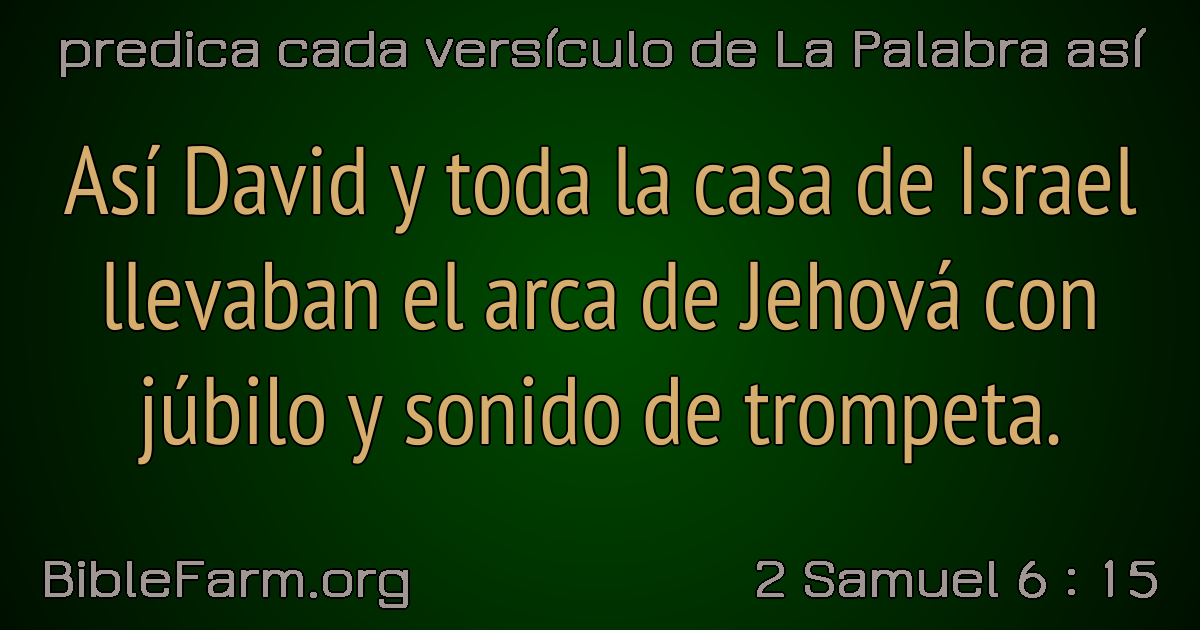 predica cada versículo de La Palabra así
Así David y toda la casa de Israel
llevaban el arca de Jehová con
júbilo y sonido de trompeta.
BibleFarm.org
2 Samuel 6 : 15